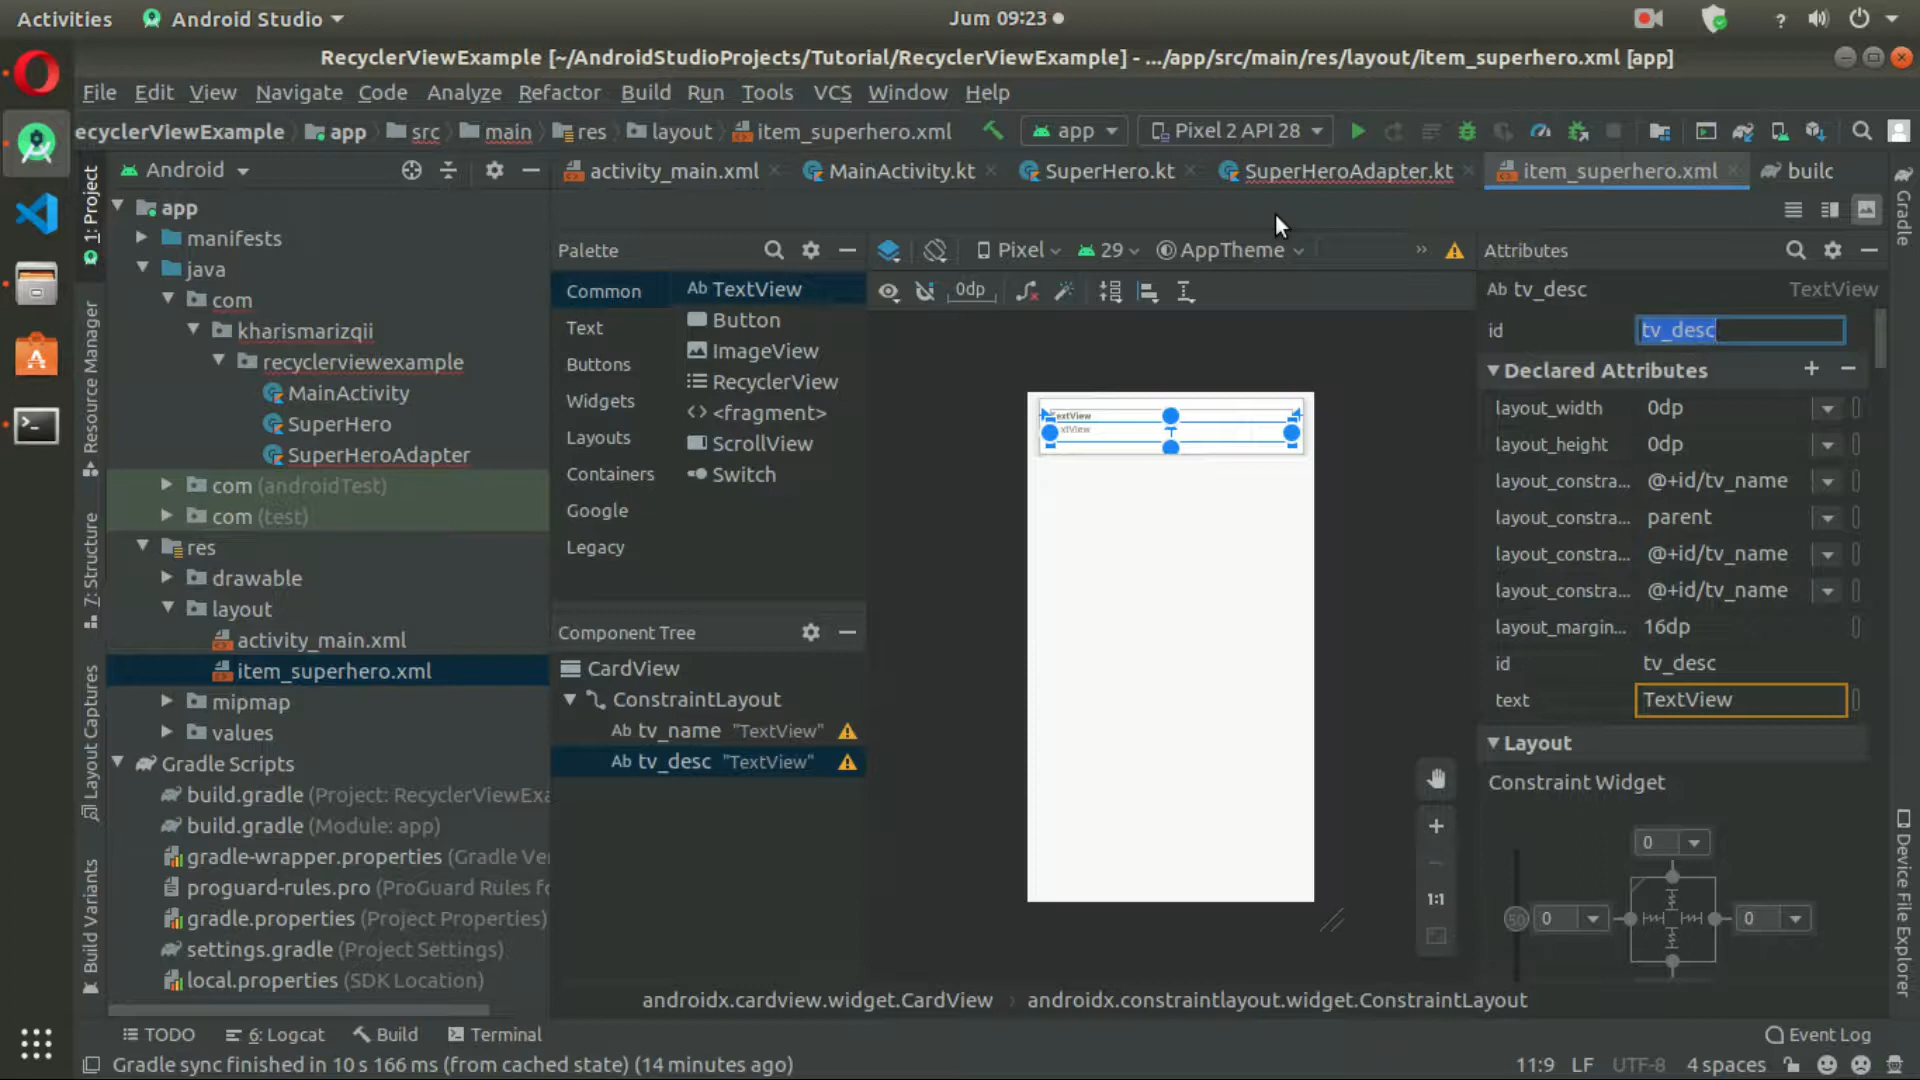 Activities
Android Studio
Jum 09:23
?
RecyclerViewExample [~/AndroidStudioProjects/Tutorial/RecyclerViewExample] - .../app/src/main/res/layout/item_superhero.xml [app]
File Edit View Navigate Code Analyze Refactor Build Run Tools VCS Window Help
ecyclerViewExample app src main res layout item_superhero.xml
app
Pixel 2 API 28
Android
activity_main.xml
MainActivity.kt
SuperHero.kt
SuperHeroAdapter.kt
item_superhero.xml
builc
1: Project
Resource Manager
7: Structure
Layout Captures
Build Variants
app
manifests
java
com
kharismarizqii
recyclerviewexample
MainActivity
SuperHero
SuperHeroAdapter
com (androidTest)
com (test)
res
drawable
layout
activity_main.xml
item_superhero.xml
mipmap
values
Gradle Scripts
build.gradle (Project: RecyclerViewExa
build.gradle (Module: app)
gradle-wrapper.properties (Gradle Ve
proguard-rules.pro (ProGuard Rules fo
gradle.properties (Project Properties)
settings.gradle (Project Settings)
local.properties (SDK Location)
Palette
Common
Text
Buttons
Widgets
Layouts
Containers
Google
Legacy
Ab TextView
Button
ImageView
RecyclerView
<fragment>
ScrollView
Switch
Component Tree
CardView
ConstraintLayout
Ab tv_name "TextView"
Ab tv_desc "TextView"
Pixel
29
AppTheme
»
0dp
TextView
xtView
1:1
androidx.cardview.widget.CardView › androidx.constraintlayout.widget.ConstraintLayout
Attributes
Ab tv_desc TextView
id tv_desc
Declared Attributes
layout_width 0dp
layout_height 0dp
layout_constra... @+id/tv_name
layout_constra... parent
layout_constra... @+id/tv_name
layout_constra... @+id/tv_name
layout_margin... 16dp
id tv_desc
text TextView
Layout
Constraint Widget
0
50
0
0
Gradle
Device File Explorer
TODO
6: Logcat
Build
Terminal
Event Log
Gradle sync finished in 10 s 166 ms (from cached state) (14 minutes ago)
11:9 LF UTF-8 4 spaces